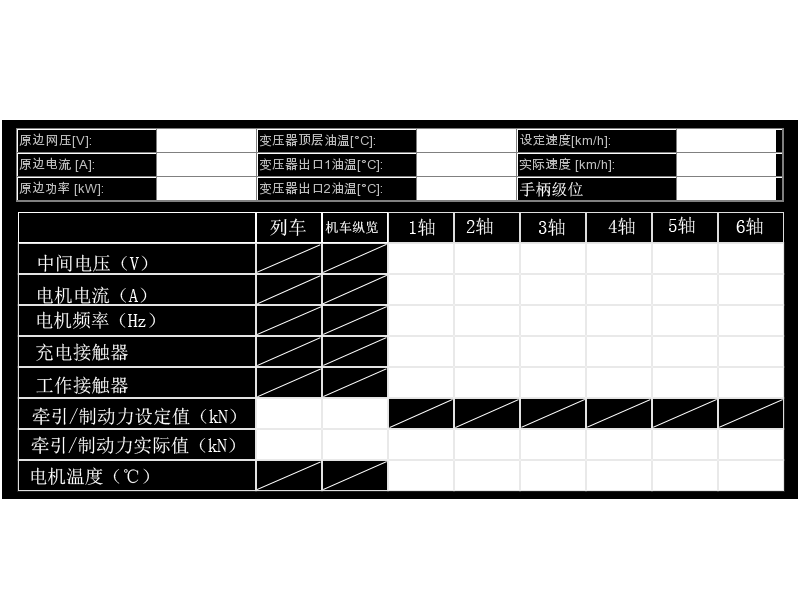 原边网压[V]: 变压器顶层油温[°C]: 设定速度[km/h]:
原边电流 [A]: 变压器出口1油温[°C]: 实际速度 [km/h]:
原边功率 [kW]: 变压器出口2油温[°C]: 手柄级位
列车 机车纵览 1轴 2轴 3轴 4轴 5轴 6轴
中间电压（V）
电机电流（A）
电机频率（Hz）
充电接触器
工作接触器
牵引/制动力设定值（kN）
牵引/制动力实际值（kN）
电机温度（℃）